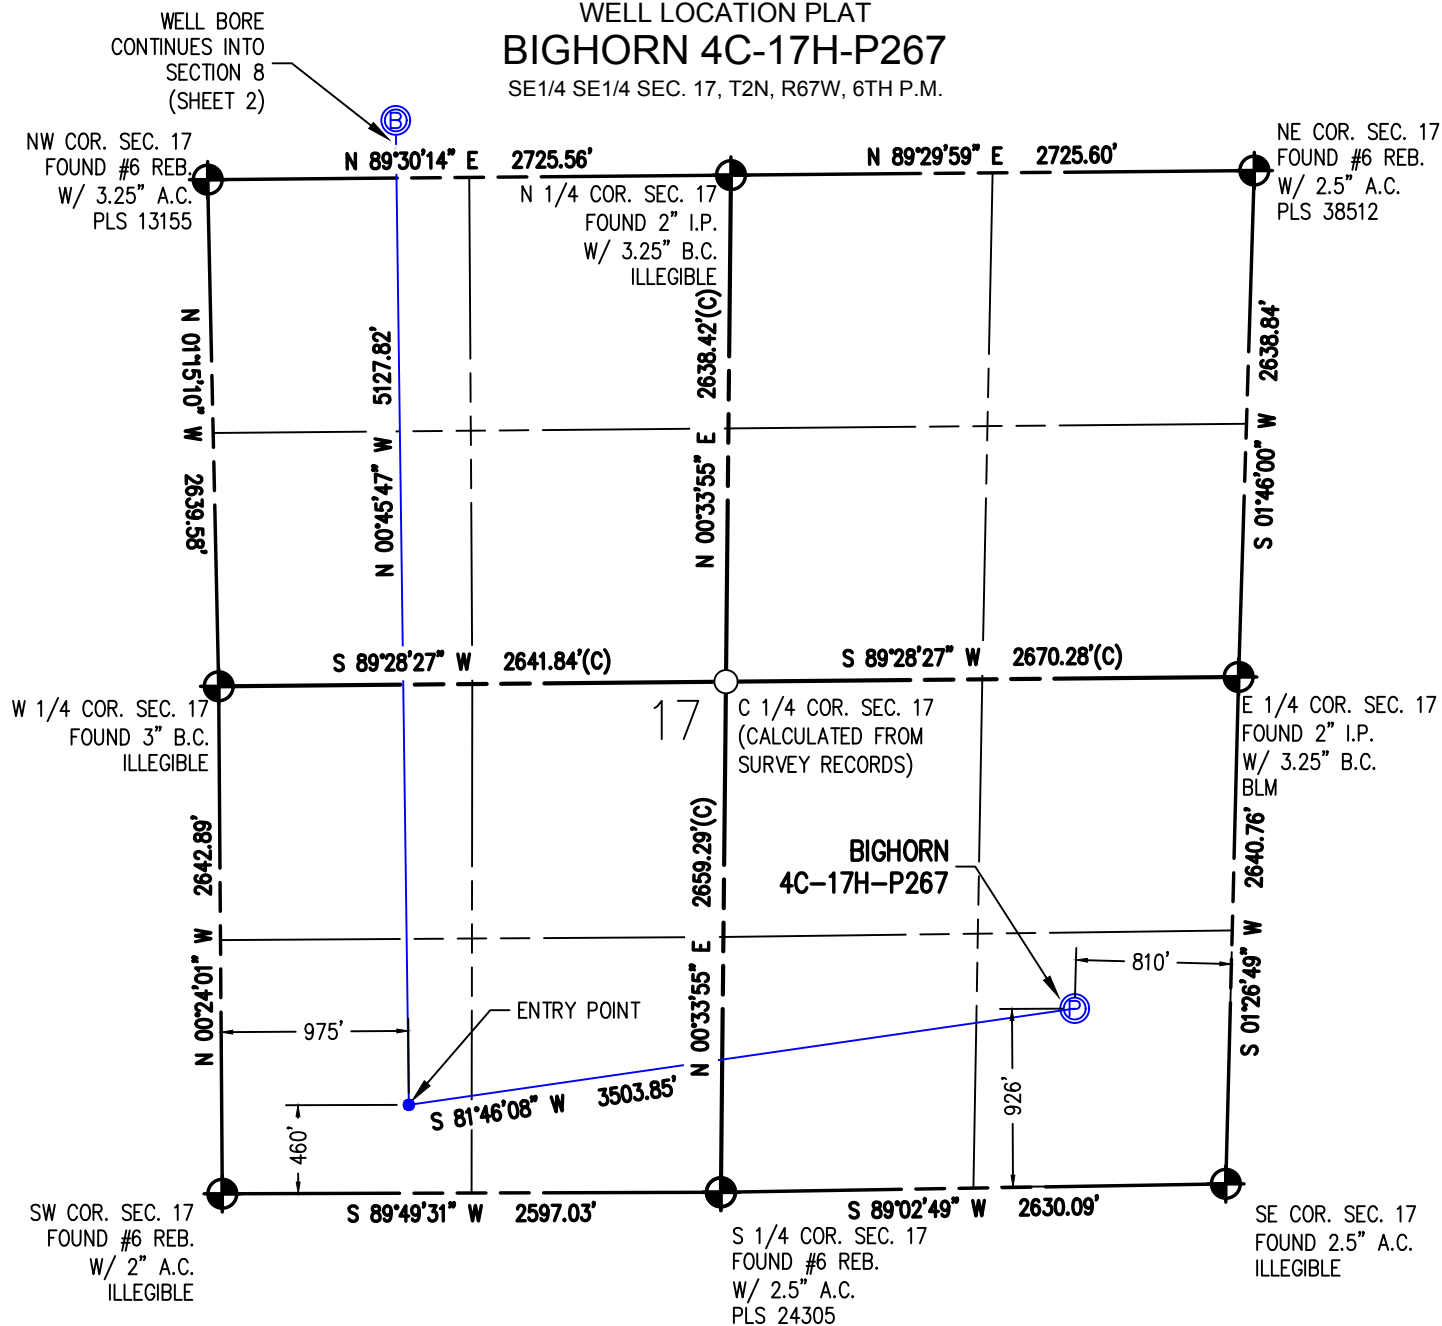 WELL LOCATION PLAT
BIGHORN 4C-17H-P267
SE1/4 SE1/4 SEC. 17, T2N, R67W, 6TH P.M.
WELL BORE
CONTINUES INTO
SECTION 8
(SHEET 2)
B
NW COR. SEC. 17
FOUND #6 REB.
W/ 3.25" A.C.
PLS 13155
N 89°30'14" E 2725.56'
N 1/4 COR. SEC. 17
FOUND 2" I.P.
W/ 3.25" B.C.
ILLEGIBLE
N 89°29'59" E 2725.60'
NE COR. SEC. 17
FOUND #6 REB.
W/ 2.5" A.C.
PLS 38512
N 01°15'10" W 2639.58'
N 00°45'47" W 5127.82'
N 00°33'55" E 2638.42'(C)
S 01°46'00" W 2638.84'
S 89°28'27" W 2641.84'(C)
S 89°28'27" W 2670.28'(C)
W 1/4 COR. SEC. 17
FOUND 3" B.C.
ILLEGIBLE
17
C 1/4 COR. SEC. 17
(CALCULATED FROM
SURVEY RECORDS)
E 1/4 COR. SEC. 17
FOUND 2" I.P.
W/ 3.25" B.C.
BLM
N 00°24'01" W 2642.89'
N 00°33'55" E 2659.29'(C)
BIGHORN
4C-17H-P267
S 01°26'49" W 2640.76'
810'
P
926'
975'
ENTRY POINT
460'
S 81°46'08" W 3503.85'
S 89°49'31" W 2597.03'
S 89°02'49" W 2630.09'
SW COR. SEC. 17
FOUND #6 REB.
W/ 2" A.C.
ILLEGIBLE
S 1/4 COR. SEC. 17
FOUND #6 REB.
W/ 2.5" A.C.
PLS 24305
SE COR. SEC. 17
FOUND 2.5" A.C.
ILLEGIBLE